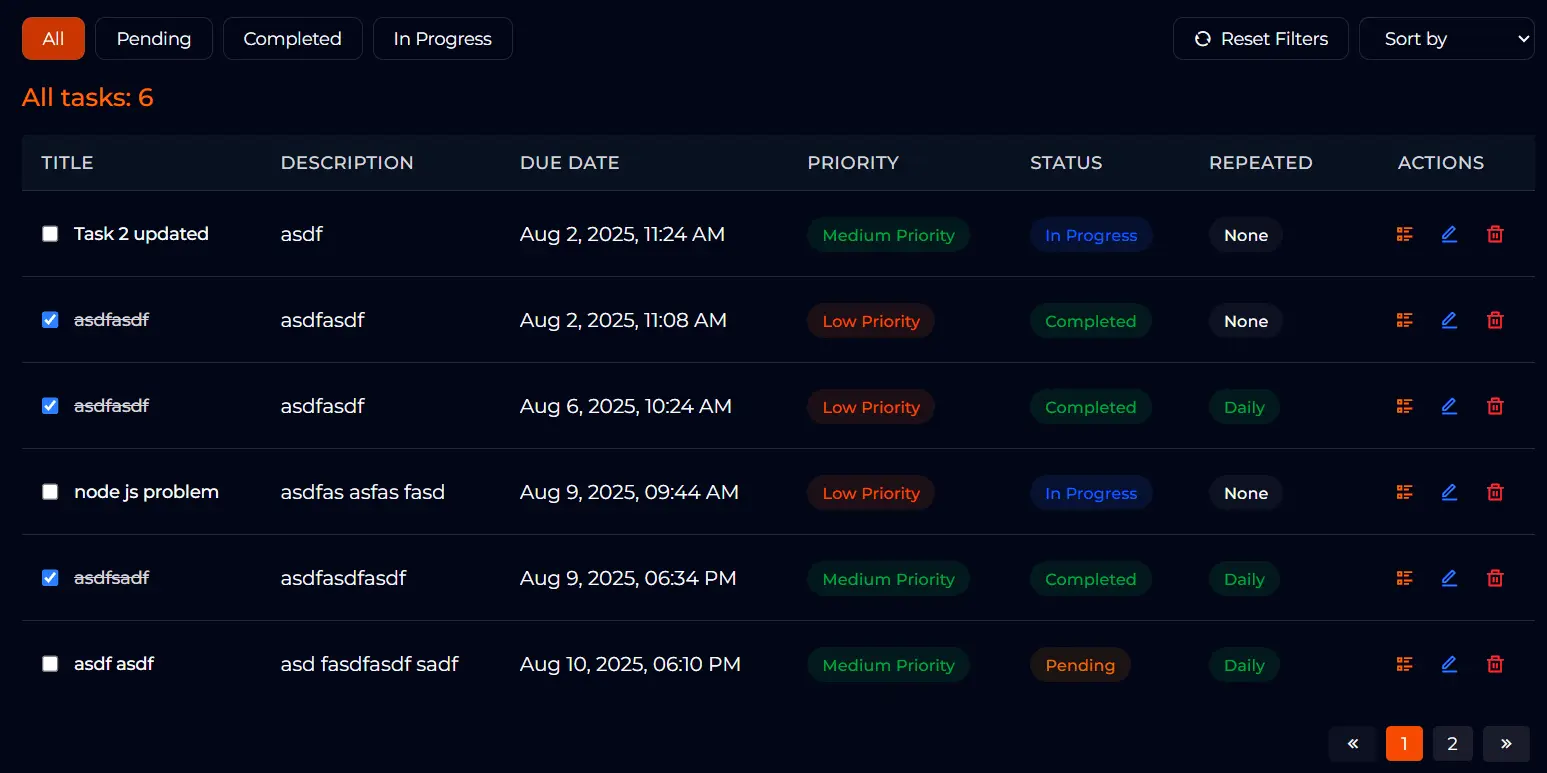 All Pending Completed In Progress Reset Filters Sort by
All tasks: 6
TITLE DESCRIPTION DUE DATE PRIORITY STATUS REPEATED ACTIONS
Task 2 updated asdf Aug 2, 2025, 11:24 AM Medium Priority In Progress None
asdfasdf asdfasdf Aug 2, 2025, 11:08 AM Low Priority Completed None
asdfasdf asdfasdf Aug 6, 2025, 10:24 AM Low Priority Completed Daily
node js problem asdfas asfas fasd Aug 9, 2025, 09:44 AM Low Priority In Progress None
asdfsadf asdfasdfasdf Aug 9, 2025, 06:34 PM Medium Priority Completed Daily
asdf asdf asd fasdfasdf sadf Aug 10, 2025, 06:10 PM Medium Priority Pending Daily
« 1 2 »